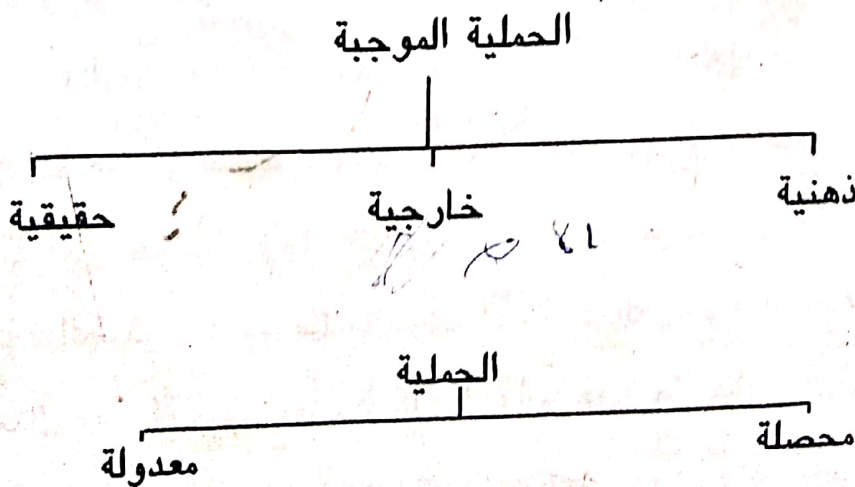 الحملية الموجبة
ذهنية خارجية حقيقية
الحملية
محصلة معدولة